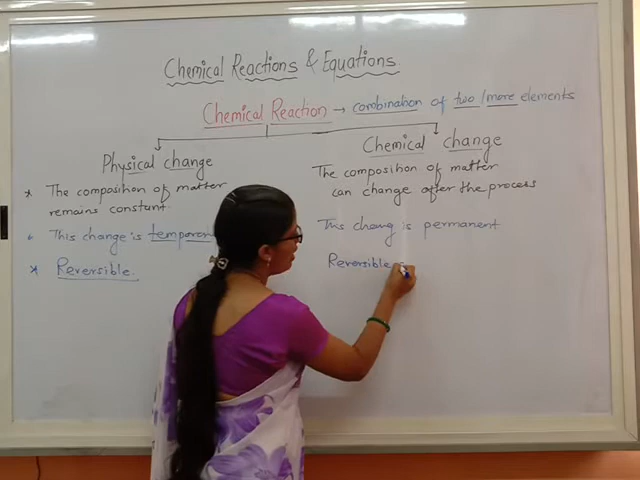 Chemical Reactions & Equations.
Chemical Reaction → combination of two/more elements
Physical change
* The composition of matter
remains constant.
* This change is temporary
* Reversible.
Chemical change
The composition of matter
can change after the process
This chang is permanent
Reversible